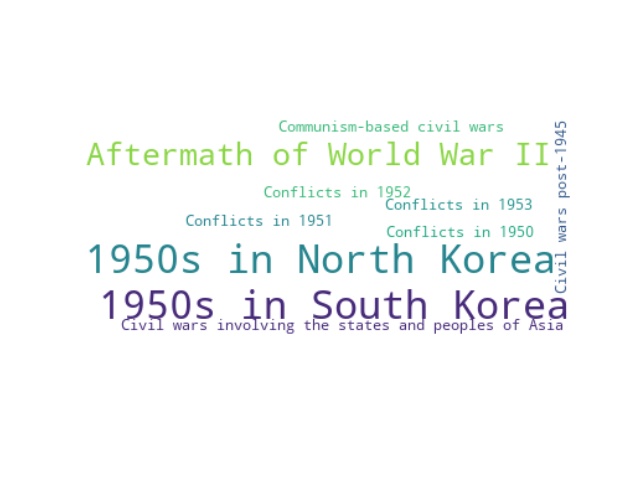 Communism-based civil wars
Aftermath of World War II
Civil wars post-1945
Conflicts in 1952
Conflicts in 1953
Conflicts in 1951
Conflicts in 1950
1950s in North Korea
1950s in South Korea
Civil wars involving the states and peoples of Asia